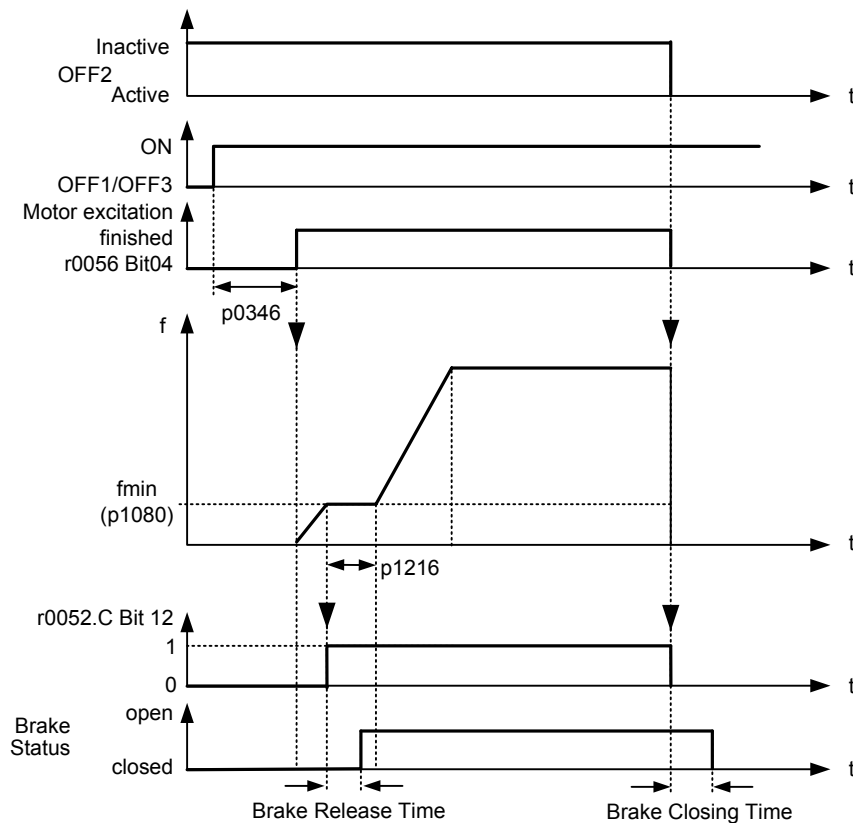 Inactive
OFF2
Active
t
ON
OFF1/OFF3
t
Motor excitation
finished
r0056 Bit04
t
p0346
f
fmin
(p1080)
t
p1216
r0052.C Bit 12
1
0
t
open
Brake
Status
closed
t
Brake Release Time
Brake Closing Time